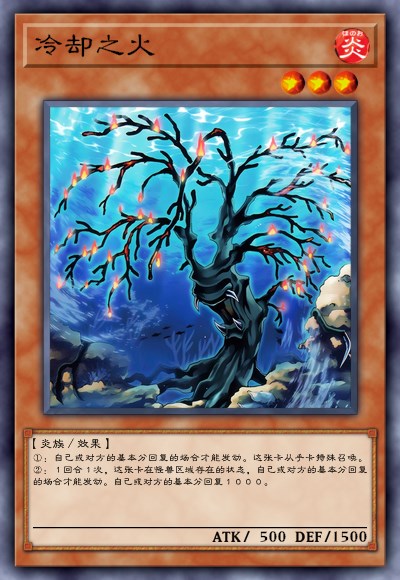 冷却之火
ほのお
炎
【炎族／效果】
①：自己或对方的基本分回复的场合才能发动。这张卡从手卡特殊召唤。
②：1回合1次，这张卡在怪兽区域存在的状态，自己或对方的基本分回复
的场合才能发动。自己或对方的基本分回复1000。
ATK/ 500 DEF/1500